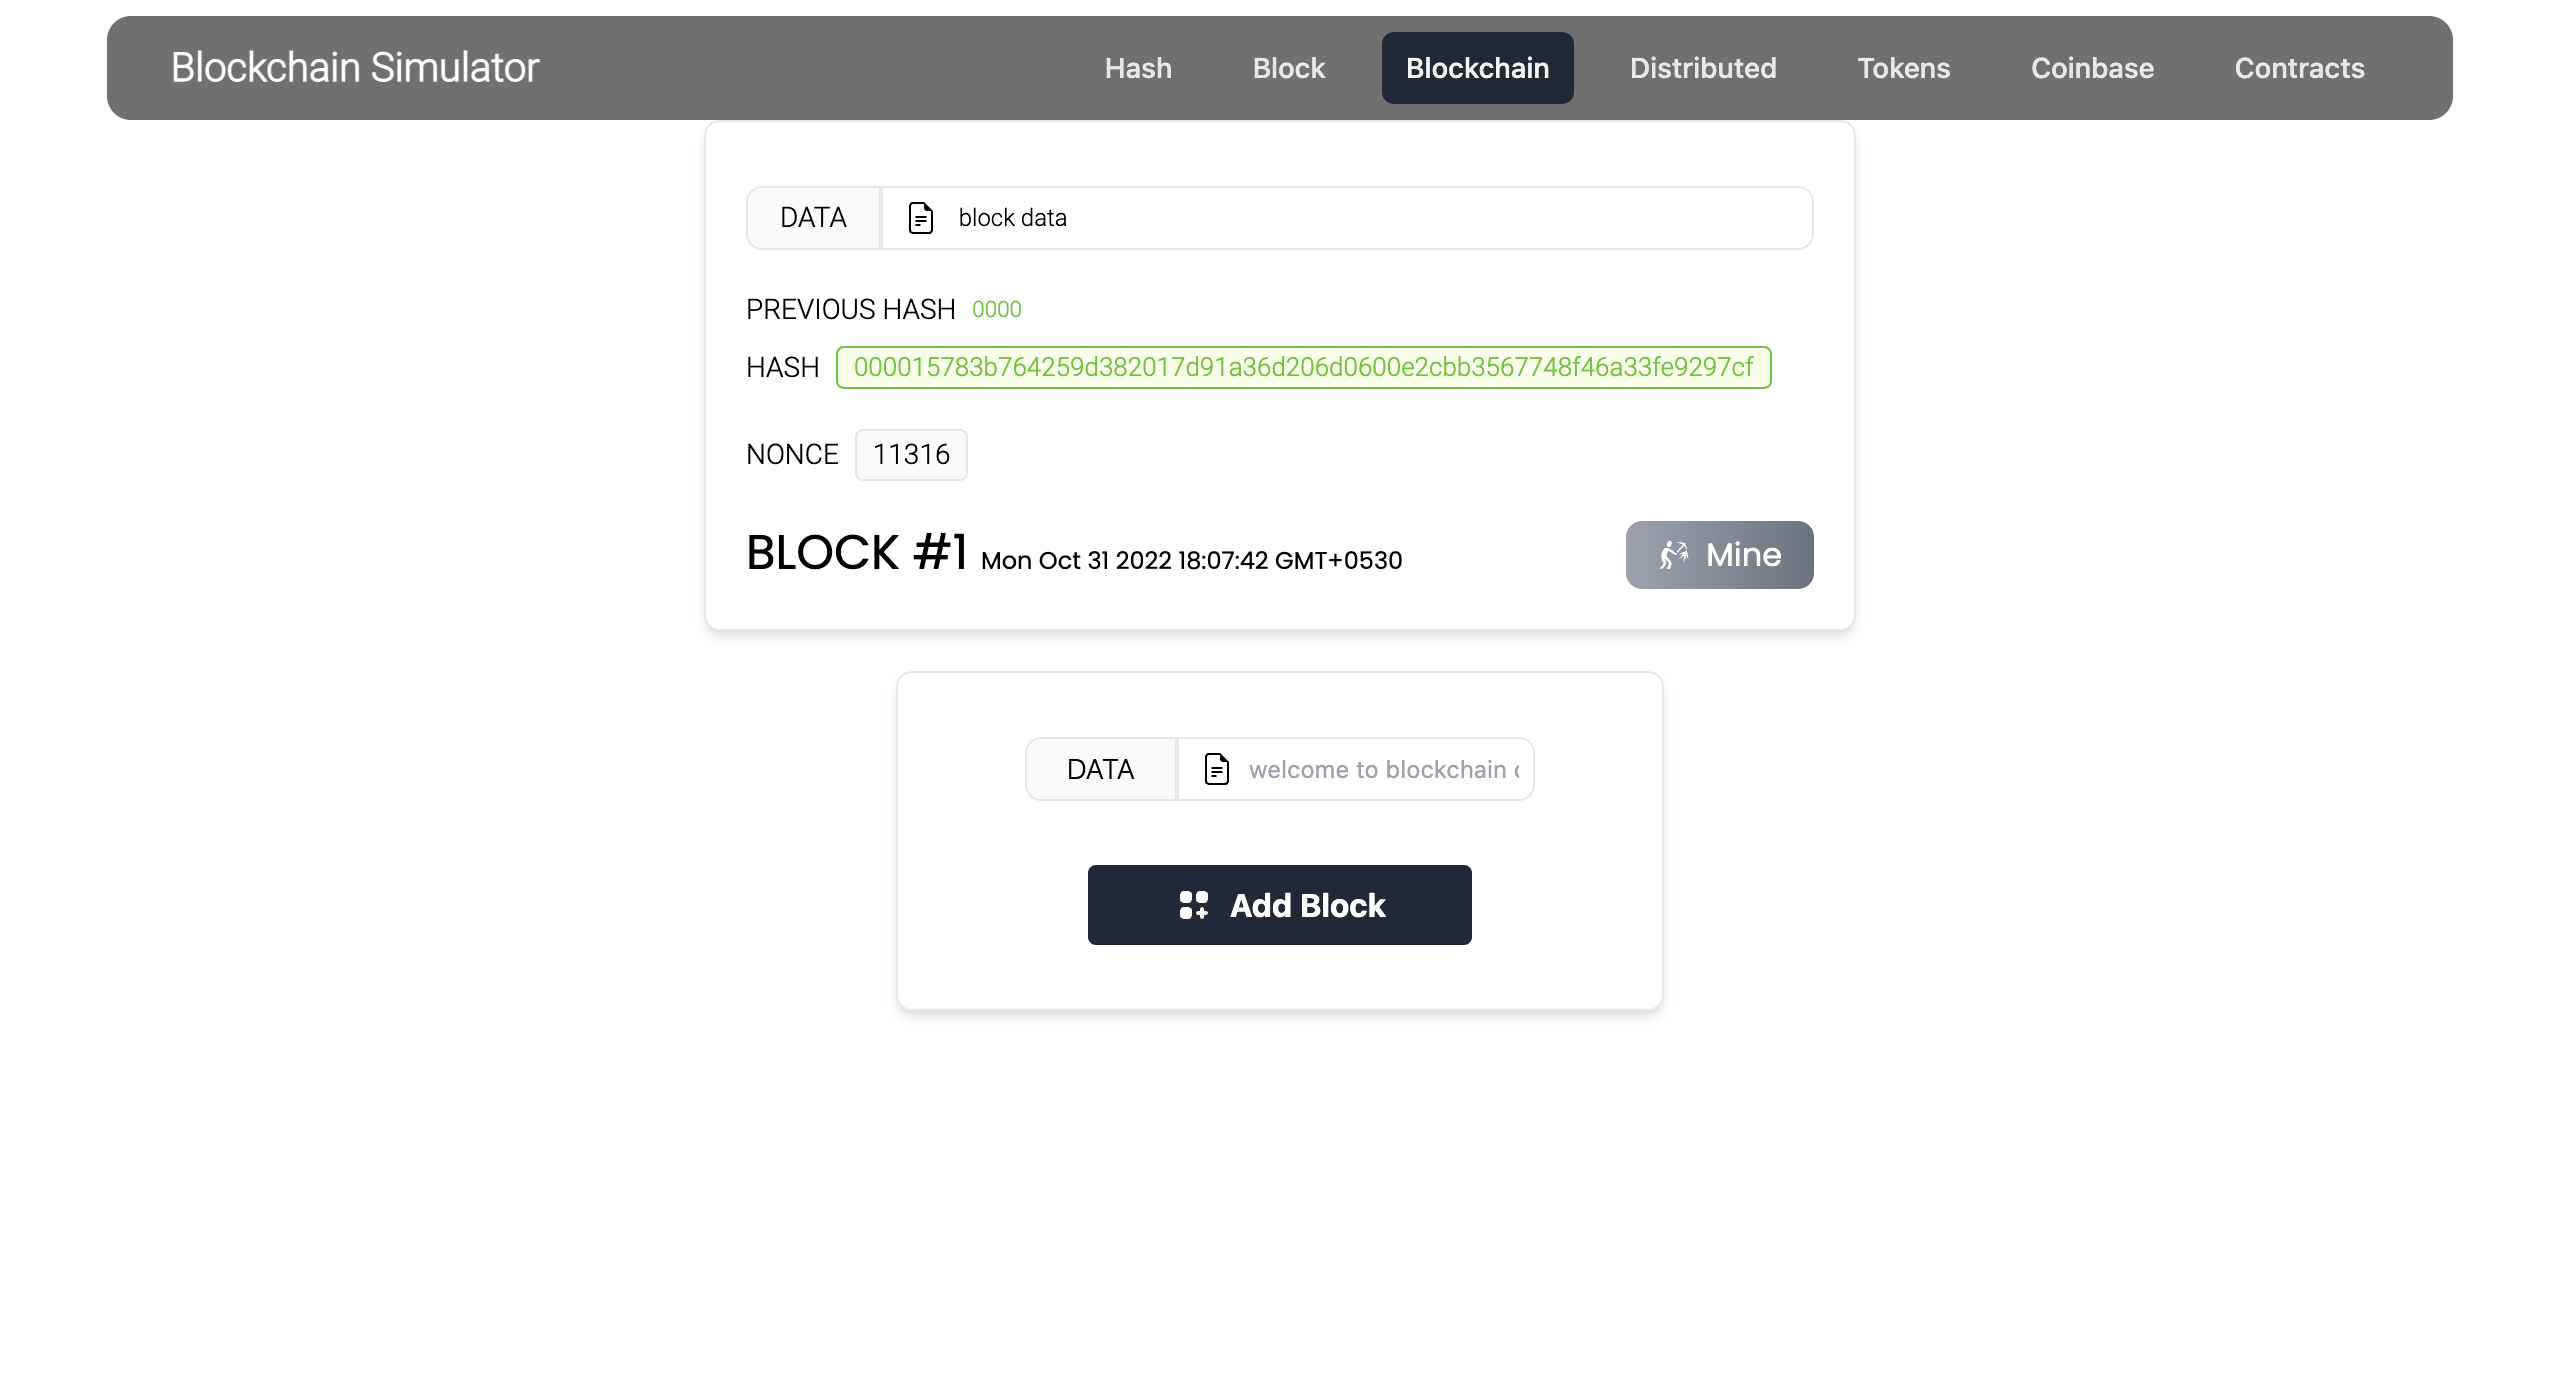 Blockchain Simulator
Hash Block Blockchain Distributed Tokens Coinbase Contracts
DATA block data
PREVIOUS HASH 0000
HASH 000015783b764259d382017d91a36d206d0600e2cbb3567748f46a33fe9297cf
NONCE 11316
BLOCK #1 Mon Oct 31 2022 18:07:42 GMT+0530 Mine
DATA welcome to blockchain
Add Block